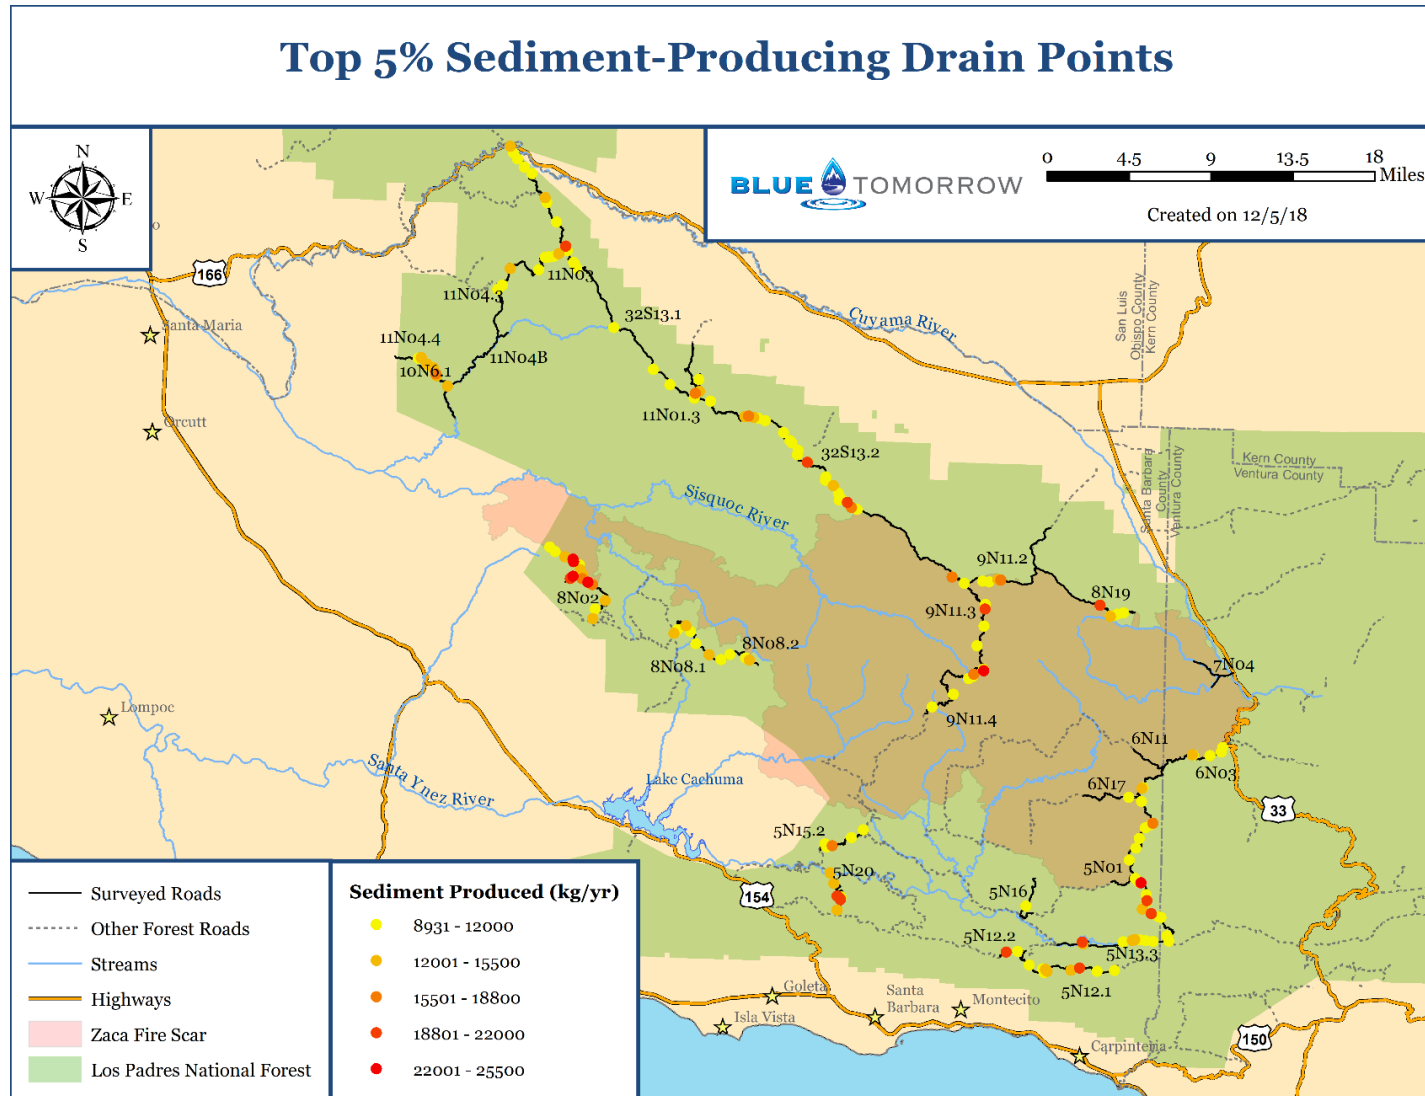 Top 5% Sediment-Producing Drain Points
N
W E
S
BLUE TOMORROW
0 4.5 9 13.5 18
Miles
Created on 12/5/18
166
Santa Maria
Orcutt
Lompoc
11N03
11N04.3
32S13.1
11N04.4
10N6.1
11N04B
11N01.3
32S13.2
Cuyama River
San Luis
Obispo County
Kern County
Kern County
Ventura County
Santa Barbara
County
Ventura County
Sisquoc River
9N11.2
8N19
9N11.3
8N02
8N08.2
8N08.1
7N04
9N11.4
6N11
6N03
6N17
Santa Ynez River
Lake Cachuma
33
5N15.2
5N20
5N01
5N16
154
5N12.2
5N13.3
5N12.1
Goleta
Santa
Barbara
Montecito
Isla Vista
Carpinteria
150
Surveyed Roads
Other Forest Roads
Streams
Highways
Zaca Fire Scar
Los Padres National Forest
Sediment Produced (kg/yr)
8931 - 12000
12001 - 15500
15501 - 18800
18801 - 22000
22001 - 25500